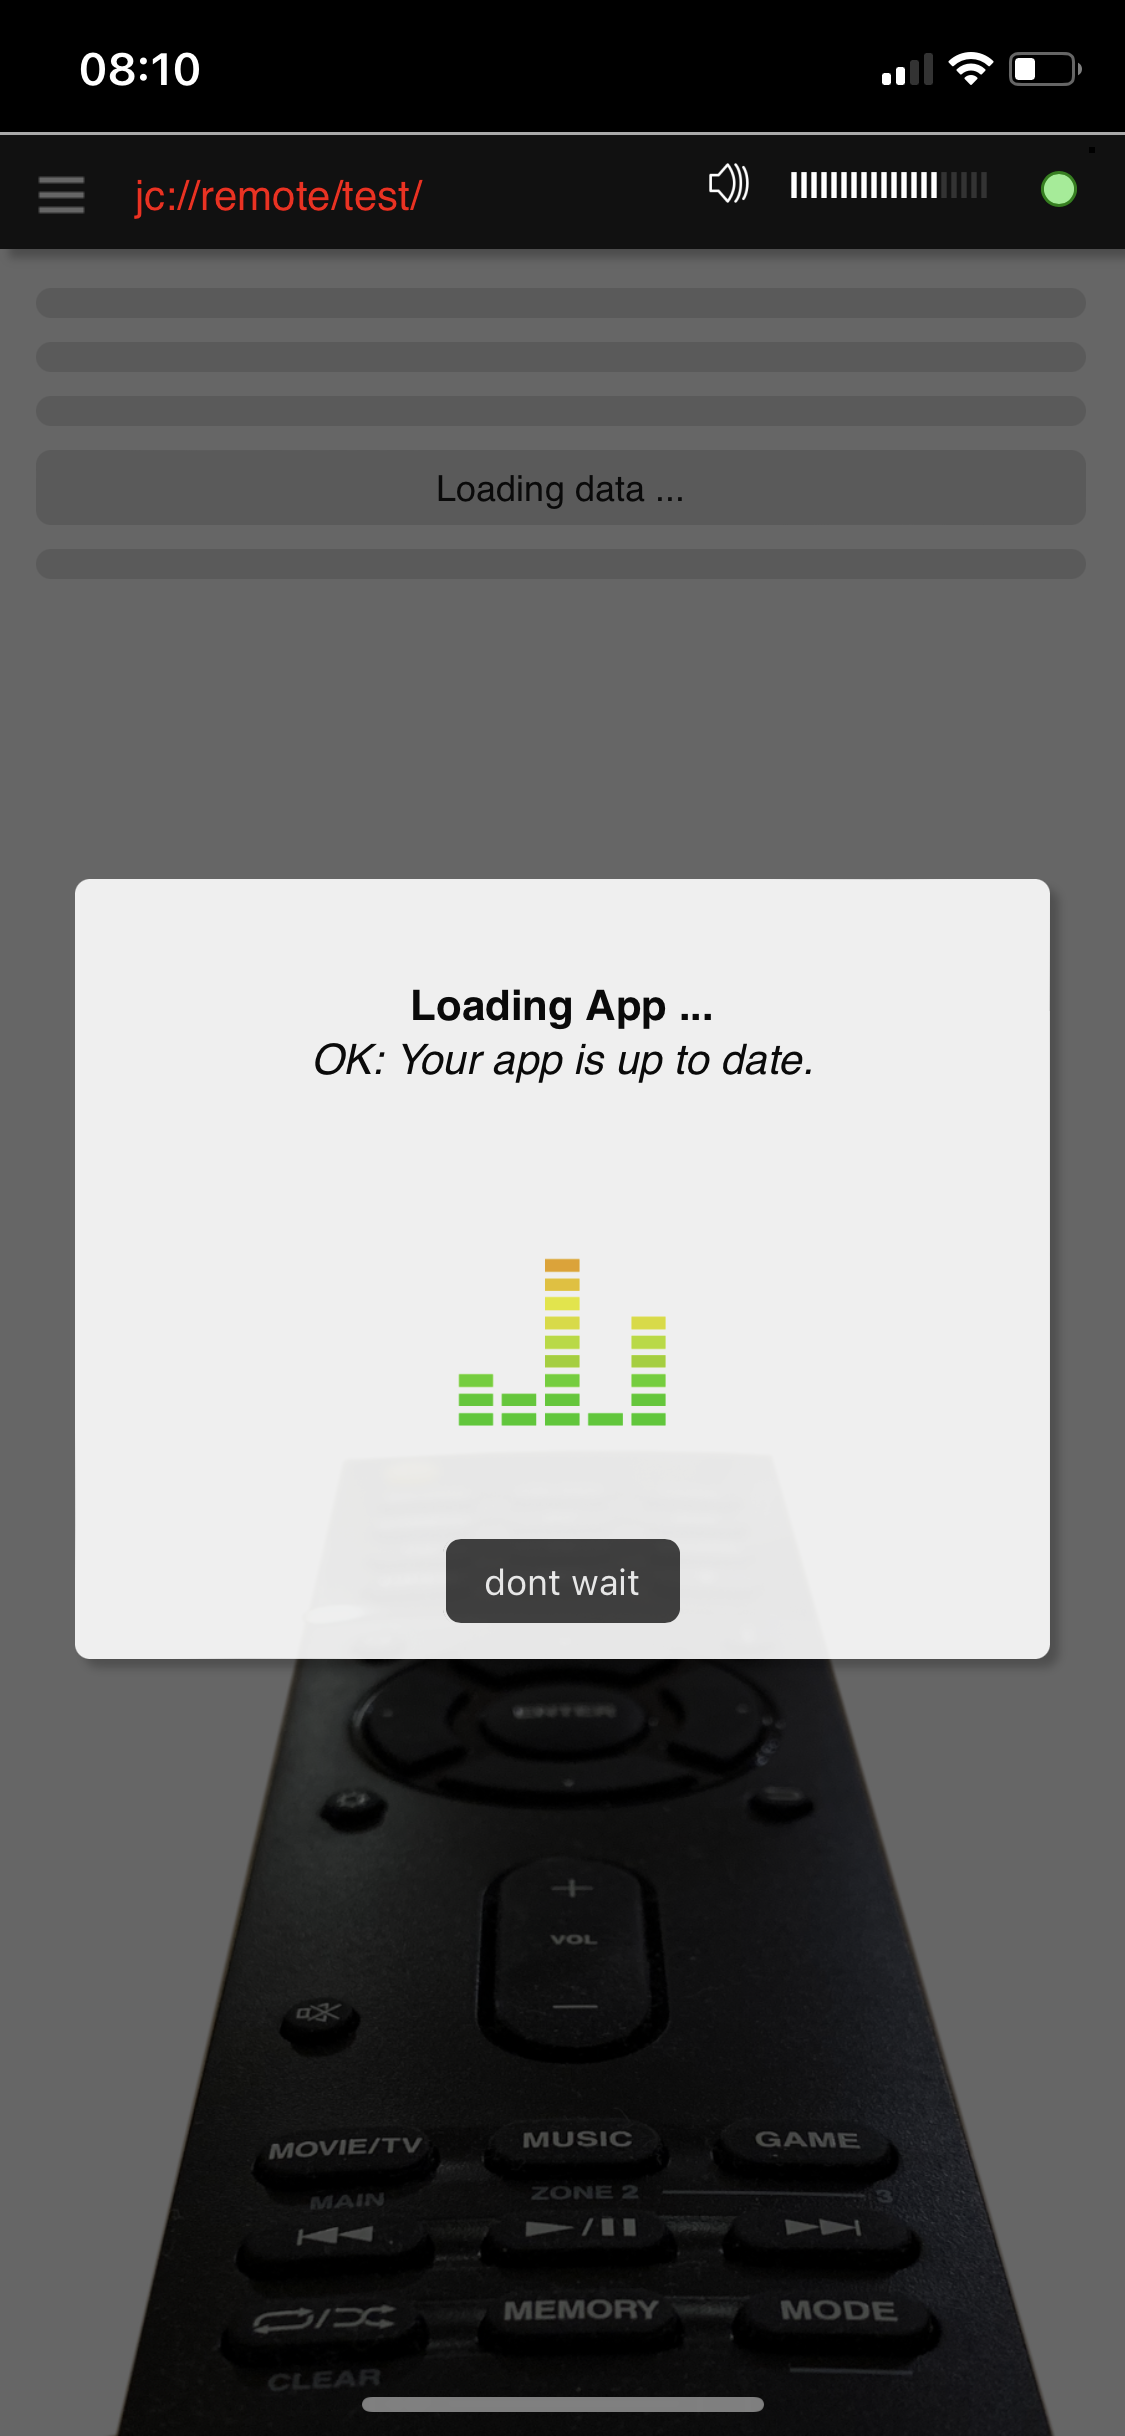 08:10
jc://remote/test/
Loading data ...
Loading App ...
OK: Your app is up to date.
dont wait
ENTER
VOL
MOVIE/TV MUSIC GAME
MAIN ZONE 2 3
MEMORY MODE
CLEAR